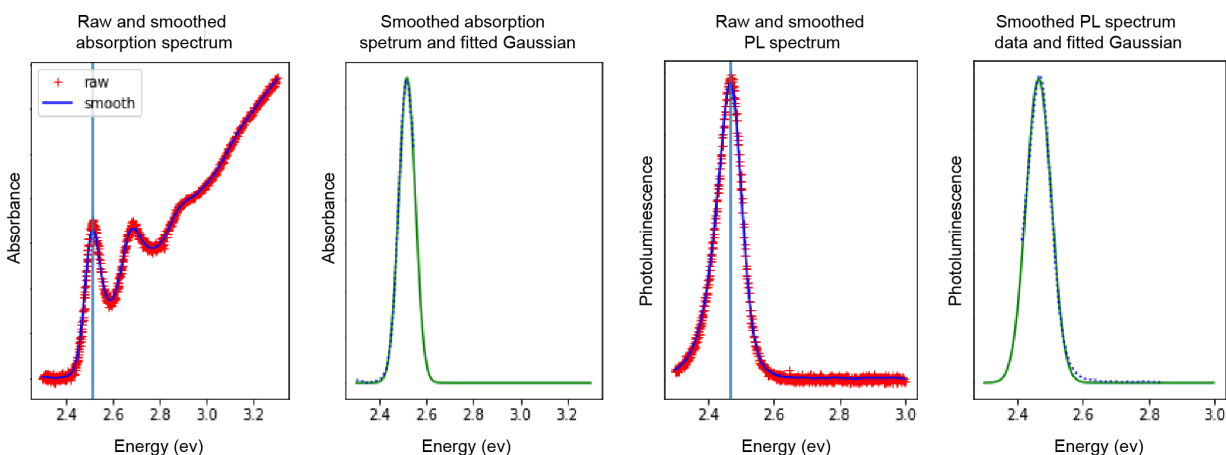 Raw and smoothed
absorption spectrum
Smoothed absorption
spetrum and fitted Gaussian
Raw and smoothed
PL spectrum
Smoothed PL spectrum
data and fitted Gaussian
raw
smooth
Absorbance
2.4 2.6 2.8 3.0 3.2
Energy (ev)
Absorbance
2.4 2.6 2.8 3.0 3.2
Energy (ev)
Photoluminescence
2.4 2.6 2.8 3.0
Energy (ev)
Photoluminescence
2.4 2.6 2.8 3.0
Energy (ev)